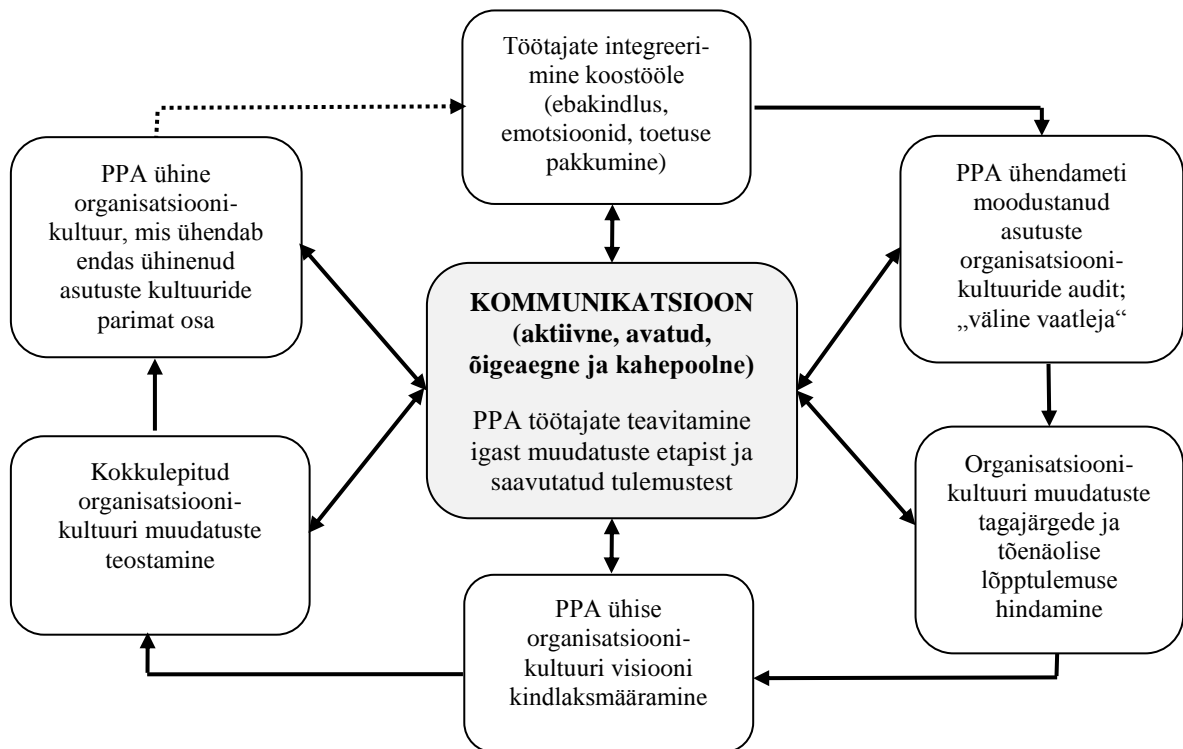 Töötajate integreeri-
mine koostööle
(ebakindlus,
emotsioonid, toetuse
pakkumine)
PPA ühine
organisatsiooni-
kultuur, mis ühendab
endas ühinenud
asutuste kultuuride
parimat osa
PPA ühendameti
moodustanud
asutuste
organisatsiooni-
kultuuride audit;
„väline vaatleja“
KOMMUNIKATSIOON
(aktiivne, avatud,
õigeaegne ja kahepoolne)
PPA töötajate teavitamine
igast muudatuste etapist ja
saavutatud tulemustest
Kokkulepitud
organisatsiooni-
kultuuri muudatuste
teostamine
Organisatsiooni-
kultuuri muudatuste
tagajärgede ja
tõenäolise
lõpptulemuse
hindamine
PPA ühise
organisatsiooni-
kultuuri visiooni
kindlaksmääramine